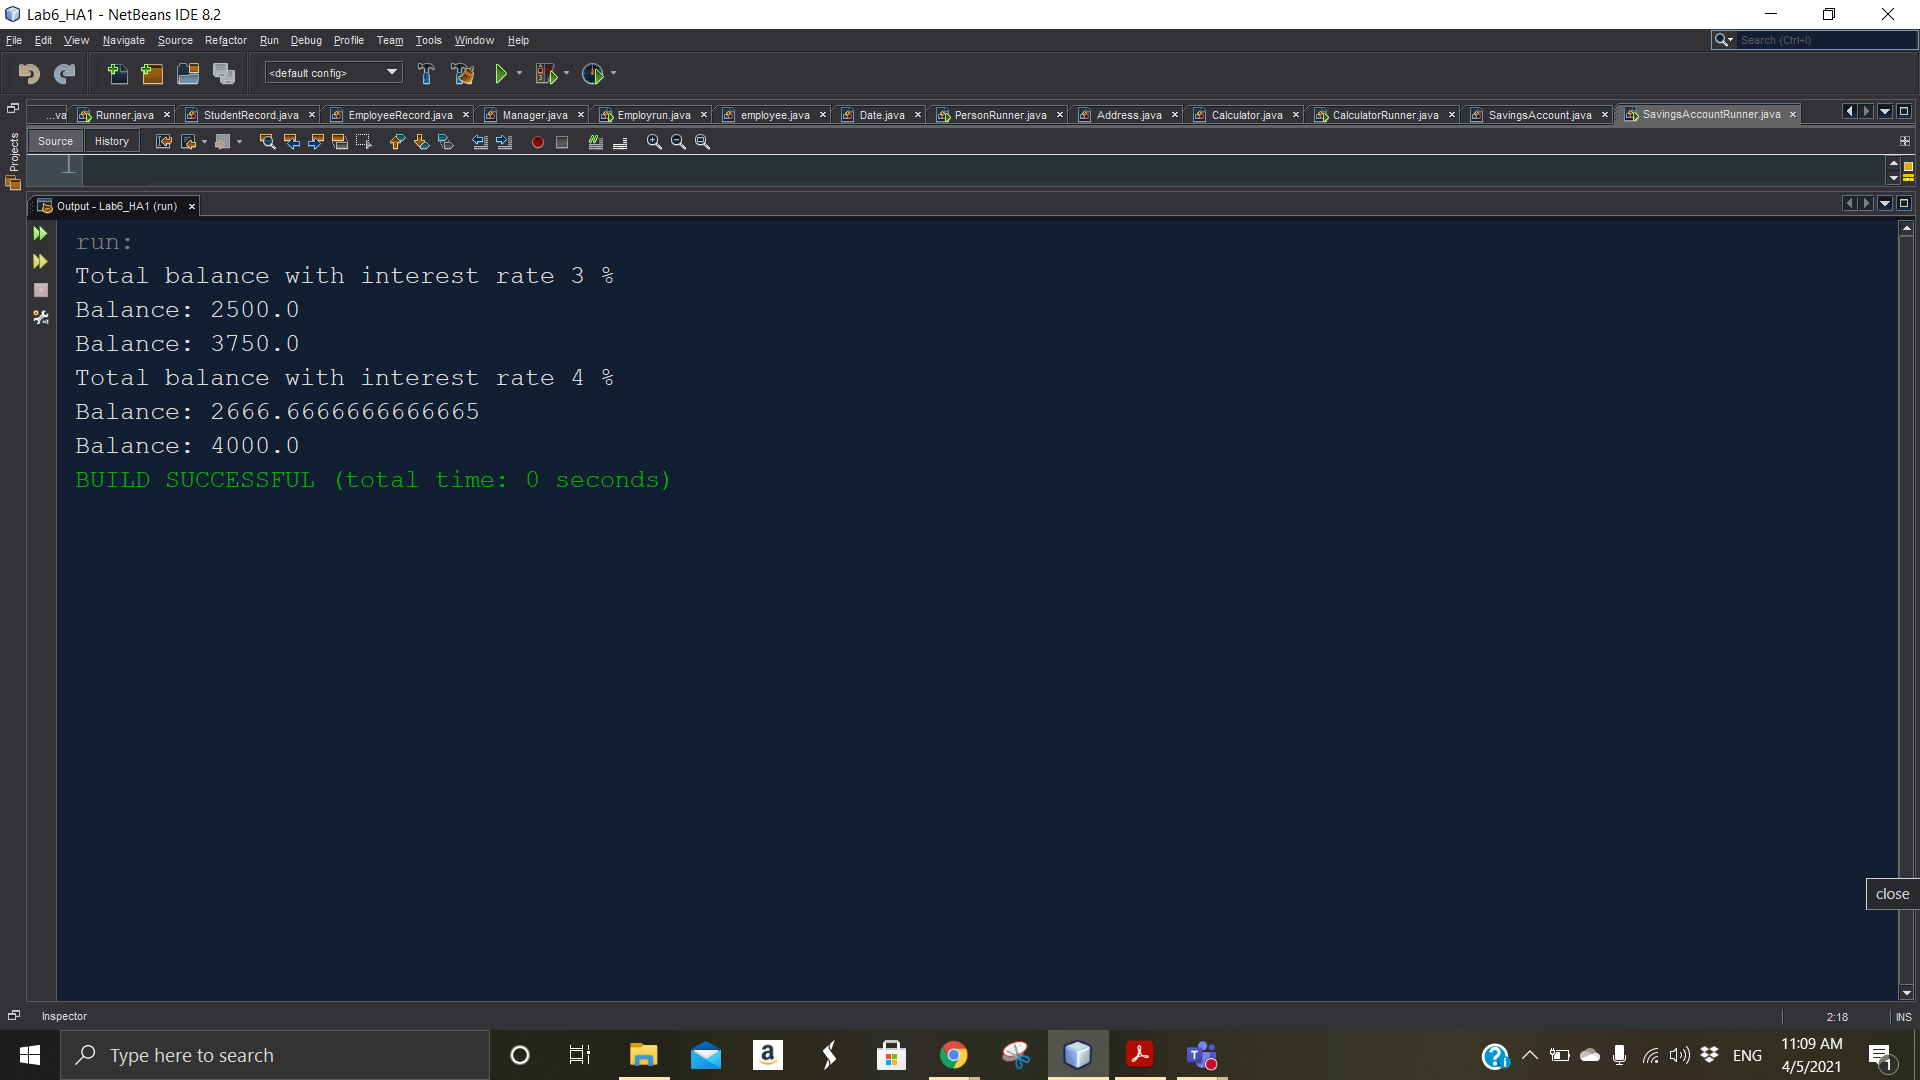 Lab6_HA1 - NetBeans IDE 8.2
File Edit View Navigate Source Refactor Run Debug Profile Team Tools Window Help
Search (Ctrl+I)
<default config>
...va Runner.java StudentRecord.java EmployeeRecord.java Manager.java Employrun.java employee.java Date.java PersonRunner.java Address.java Calculator.java CalculatorRunner.java SavingsAccount.java SavingsAccountRunner.java
Projects
Source History
1
Output - Lab6_HA1 (run)
run:
Total balance with interest rate 3 %
Balance: 2500.0
Balance: 3750.0
Total balance with interest rate 4 %
Balance: 2666.6666666666665
Balance: 4000.0
BUILD SUCCESSFUL (total time: 0 seconds)
close
Inspector
2:18 INS
Type here to search
ENG
11:09 AM
4/5/2021
1